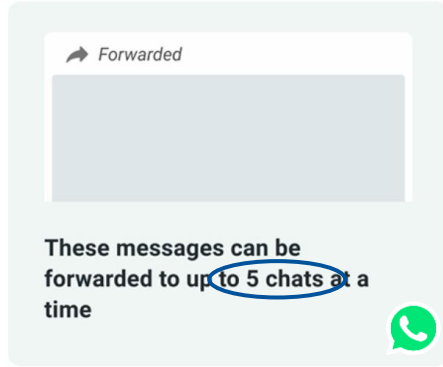 Forwarded
These messages can be
forwarded to up to 5 chats at a
time